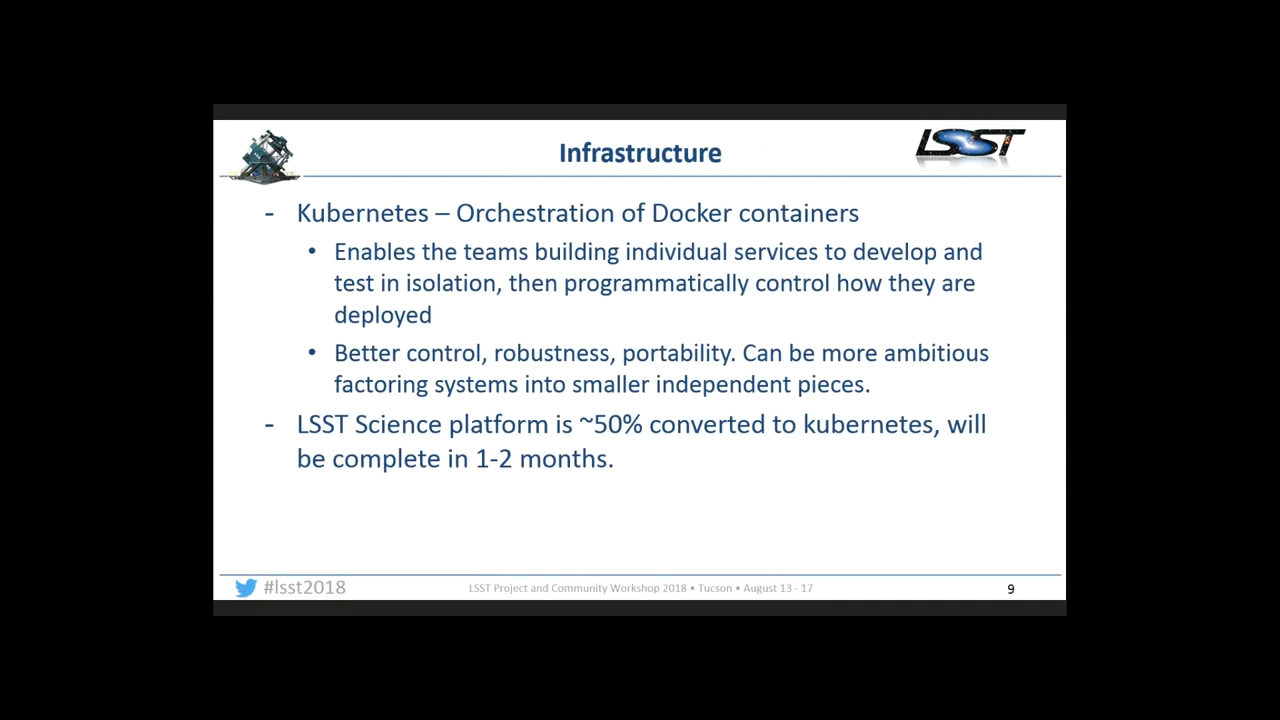 Infrastructure
LSST
- Kubernetes – Orchestration of Docker containers
• Enables the teams building individual services to develop and
test in isolation, then programmatically control how they are
deployed
• Better control, robustness, portability. Can be more ambitious
factoring systems into smaller independent pieces.
- LSST Science platform is ~50% converted to kubernetes, will
be complete in 1-2 months.
#lsst2018
LSST Project and Community Workshop 2018 • Tucson • August 13 - 17
9